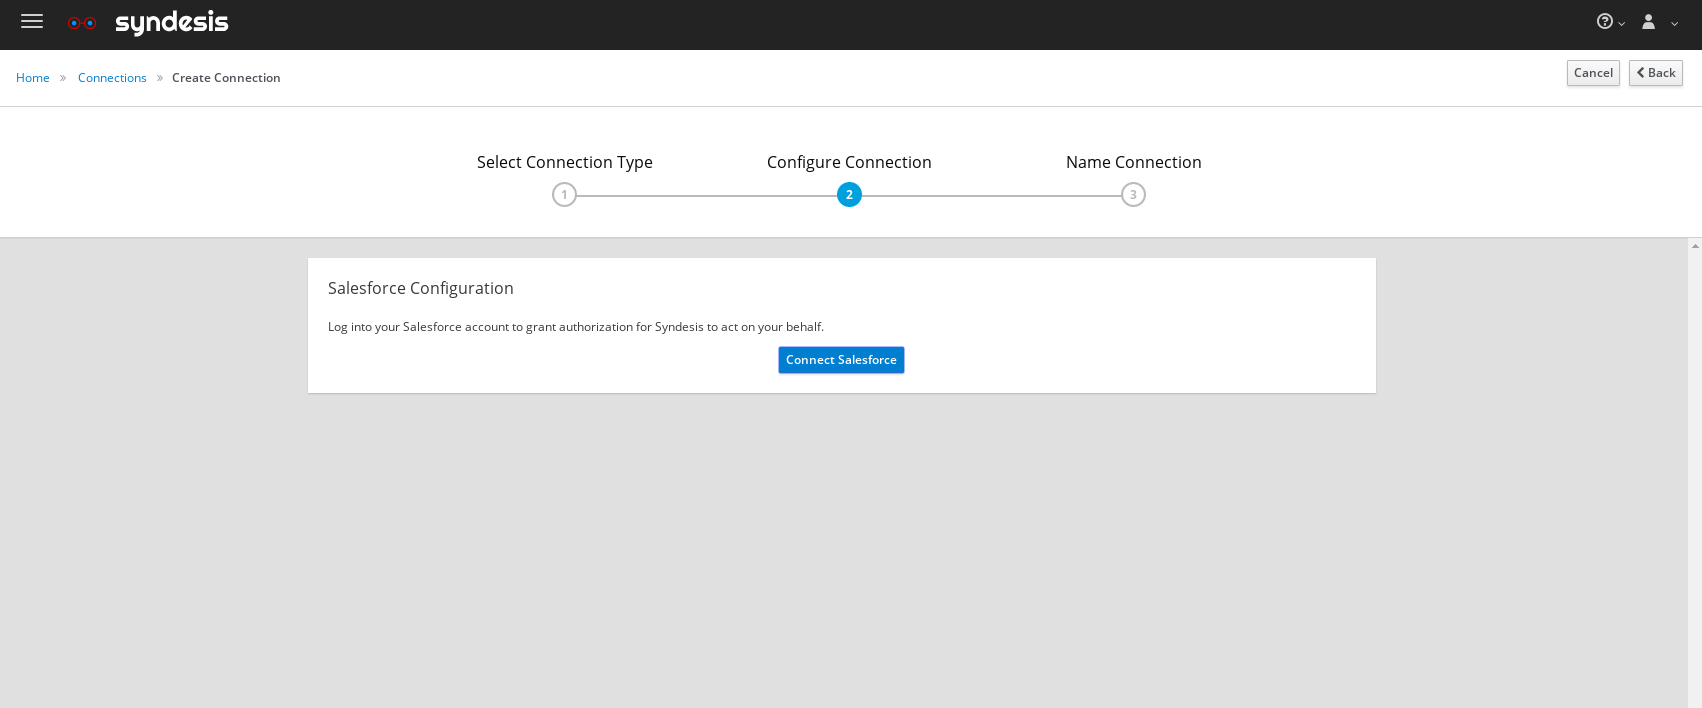 syndesis
Home » Connections » Create Connection
Cancel
Back
Select Connection Type
Configure Connection
Name Connection
1
2
3
Salesforce Configuration
Log into your Salesforce account to grant authorization for Syndesis to act on your behalf.
Connect Salesforce